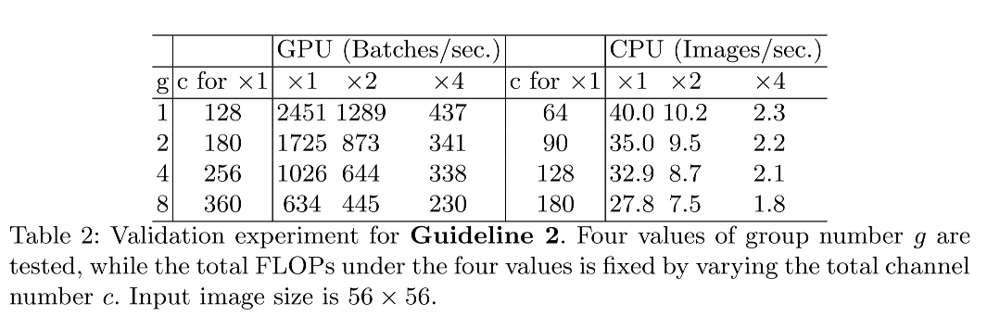 GPU (Batches/sec.) CPU (Images/sec.)
g c for ×1 ×1 ×2 ×4 c for ×1 ×1 ×2 ×4
1 128 2451 1289 437 64 40.0 10.2 2.3
2 180 1725 873 341 90 35.0 9.5 2.2
4 256 1026 644 338 128 32.9 8.7 2.1
8 360 634 445 230 180 27.8 7.5 1.8
Table 2: Validation experiment for Guideline 2. Four values of group number g are
tested, while the total FLOPs under the four values is fixed by varying the total channel
number c. Input image size is 56 × 56.